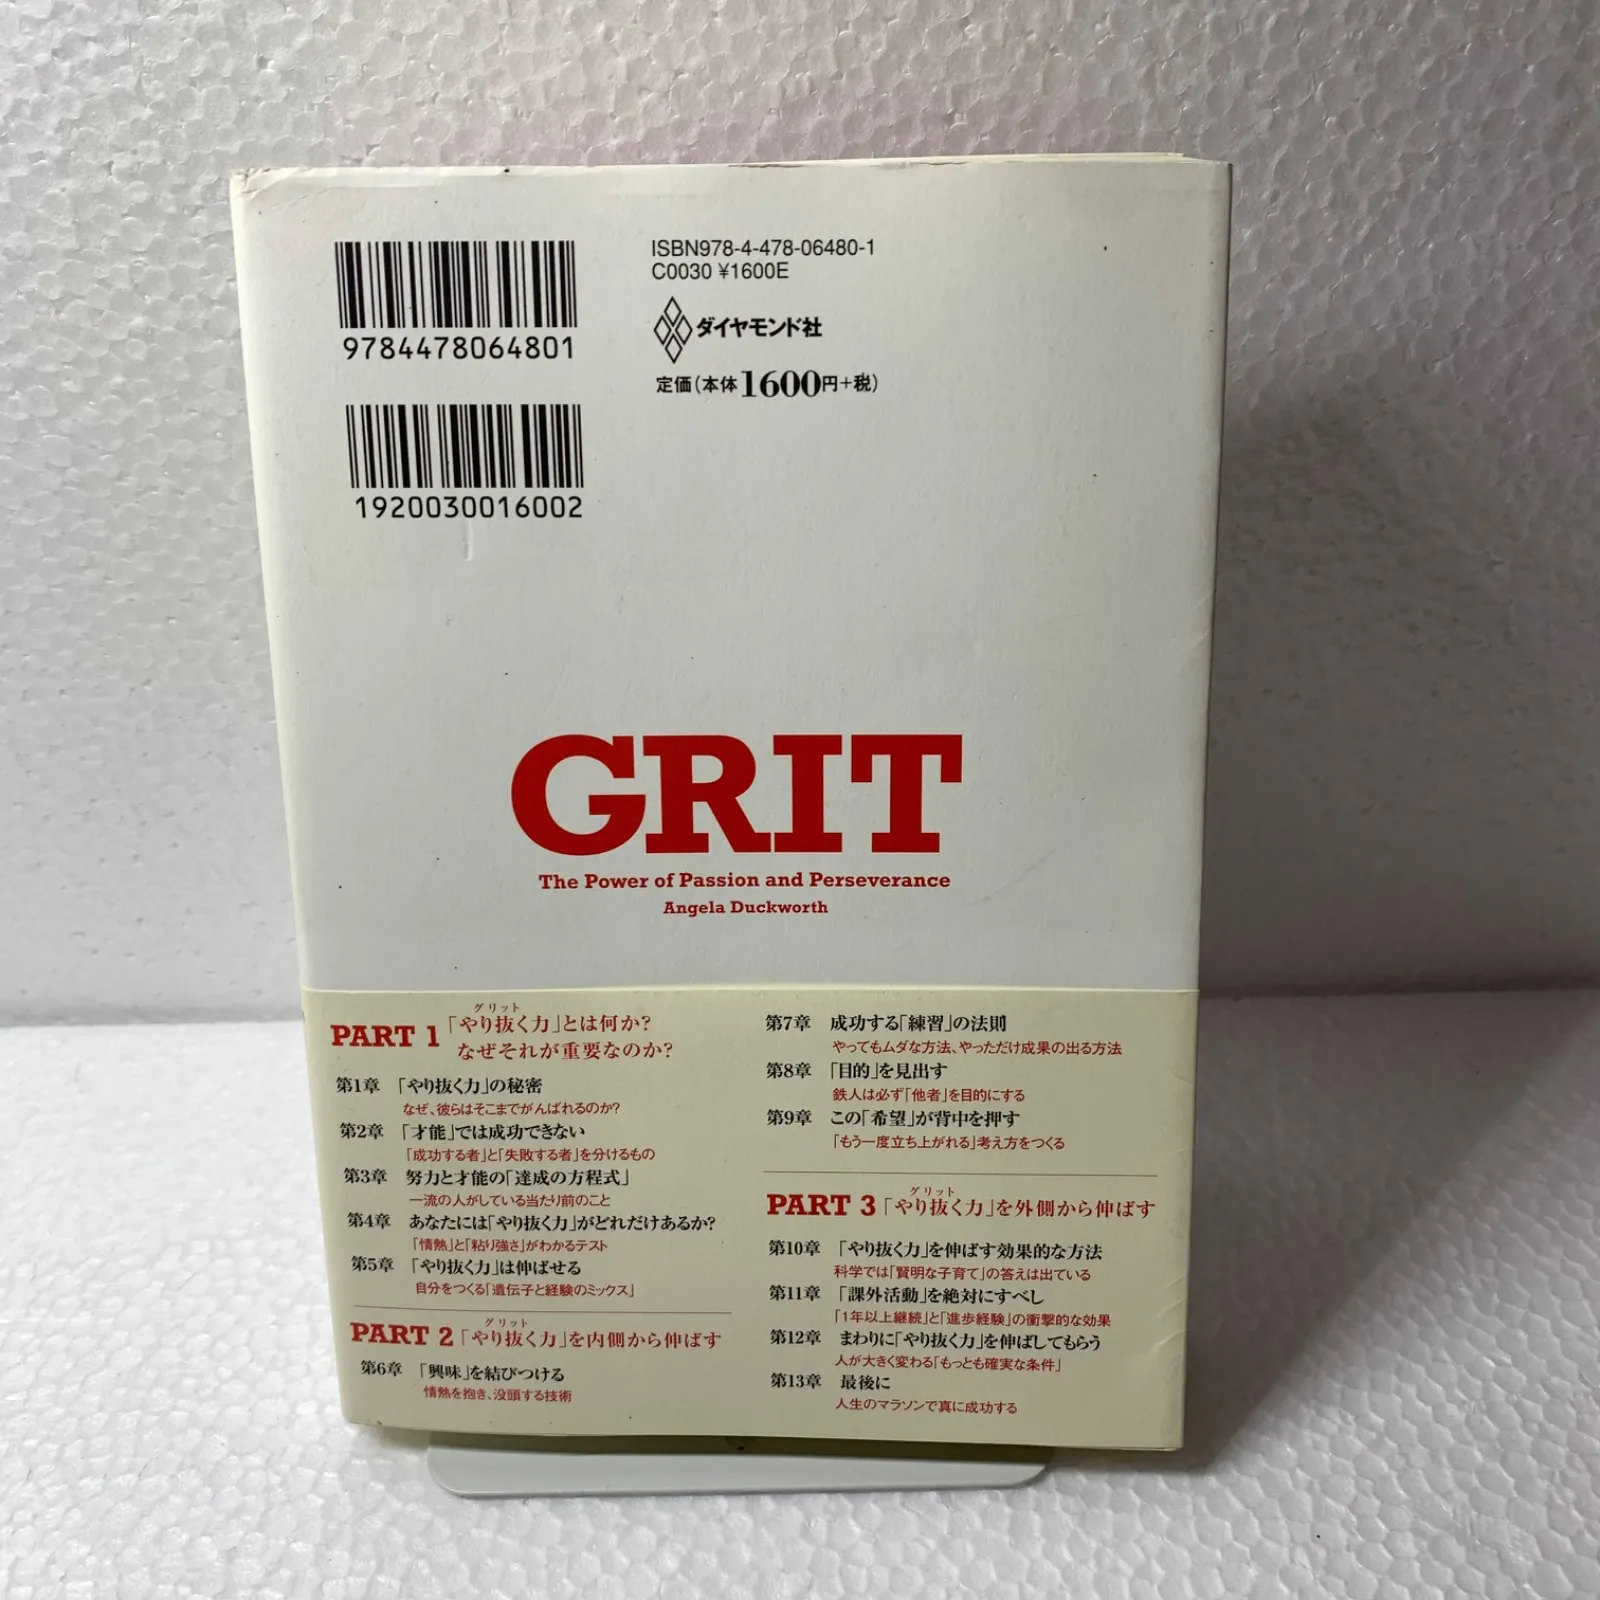 9784478064801
1920030016002
ISBN978-4-478-06480-1
C0030 ¥1600E
ダイヤモンド社
定価(本体1600円+税)
GRIT
The Power of Passion and Perseverance
Angela Duckworth
グリット
PART 1 「やり抜く力」とは何か?
なぜそれが重要なのか?
第1章 「やり抜く力」の秘密
なぜ、彼らはそこまでがんばれるのか?
第2章 「才能」では成功できない
「成功する者」と「失敗する者」を分けるもの
第3章 努力と才能の「達成の方程式」
一流の人がしている当たり前のこと
第4章 あなたには「やり抜く力」がどれだけあるか?
「情熱」と「粘り強さ」がわかるテスト
第5章 「やり抜く力」は伸ばせる
自分をつくる「遺伝子と経験のミックス」
グリット
PART 2 「やり抜く力」を内側から伸ばす
第6章 「興味」を結びつける
情熱を抱き、没頭する技術
第7章 成功する「練習」の法則
やってもムダな方法、やっただけ成果の出る方法
第8章 「目的」を見出す
鉄人は必ず「他者」を目的にする
第9章 この「希望」が背中を押す
「もう一度立ち上がれる」考え方をつくる
グリット
PART 3 「やり抜く力」を外側から伸ばす
第10章 「やり抜く力」を伸ばす効果的な方法
科学では「賢明な子育て」の答えは出ている
第11章 「課外活動」を絶対にすべし
「1年以上継続」と「進歩経験」の衝撃的な効果
第12章 まわりに「やり抜く力」を伸ばしてもらう
人が大きく変わる「もっとも確実な条件」
第13章 最後に
人生のマラソンで真に成功する